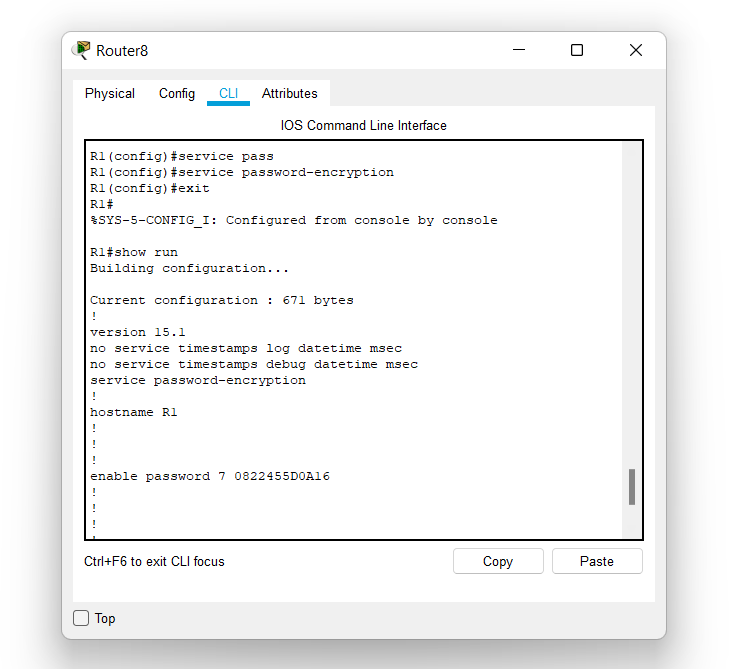 Router8
Physical Config CLI Attributes
IOS Command Line Interface
R1(config)#service pass
R1(config)#service password-encryption
R1(config)#exit
R1#
%SYS-5-CONFIG_I: Configured from console by console
R1#show run
Building configuration...
Current configuration : 671 bytes
!
version 15.1
no service timestamps log datetime msec
no service timestamps debug datetime msec
service password-encryption
!
hostname R1
!
!
!
enable password 7 0822455D0A16
!
!
!
!
Ctrl+F6 to exit CLI focus
Copy Paste
Top